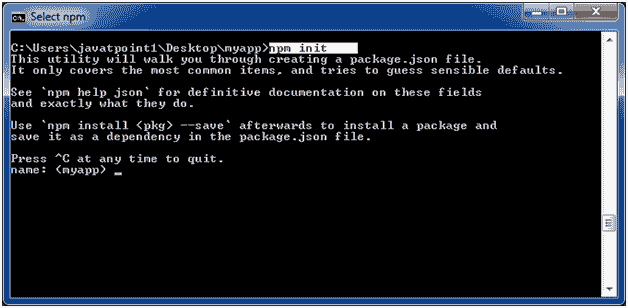 Select npm
C:\Users\javatpoint1\Desktop\myapp>npm init
This utility will walk you through creating a package.json file.
It only covers the most common items, and tries to guess sensible defaults.
See `npm help json` for definitive documentation on these fields
and exactly what they do.
Use `npm install <pkg> --save` afterwards to install a package and
save it as a dependency in the package.json file.
Press ^C at any time to quit.
name: (myapp) _